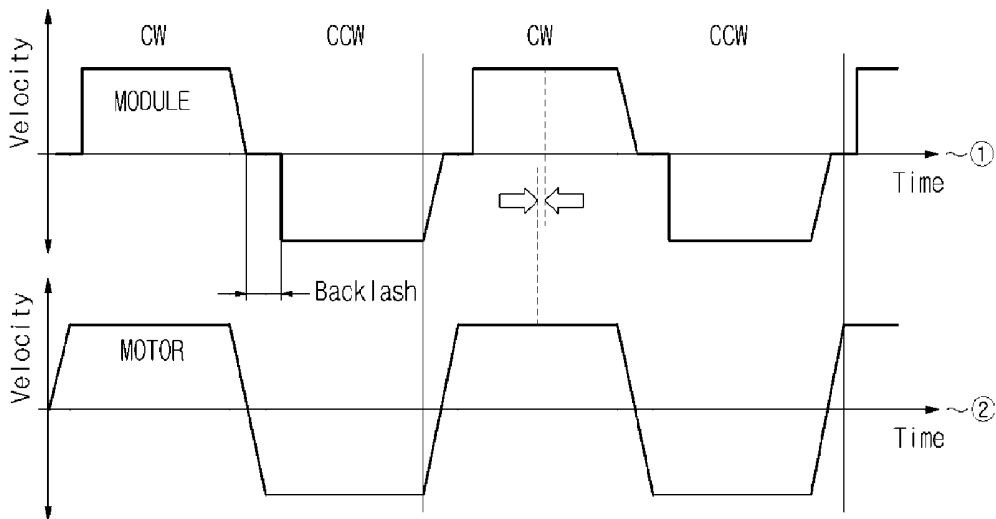 CW CCW CW CCW
Velocity
MODULE
~①
Time
Backlash
Velocity
MOTOR
~②
Time